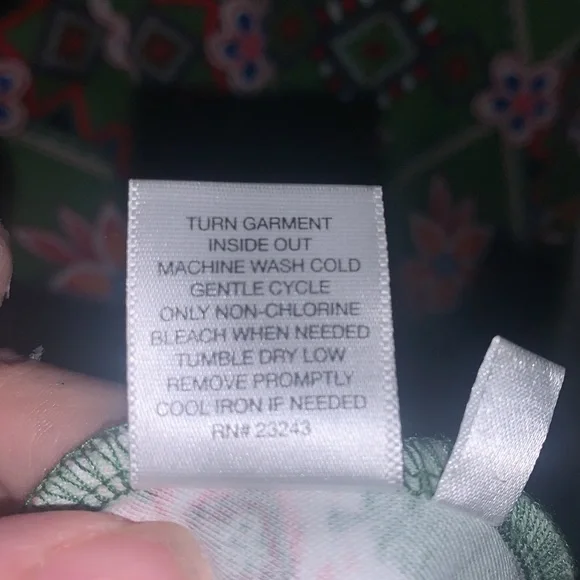 TURN GARMENT
INSIDE OUT
MACHINE WASH COLD
GENTLE CYCLE
ONLY NON-CHLORINE
BLEACH WHEN NEEDED
TUMBLE DRY LOW
REMOVE PROMPTLY
COOL IRON IF NEEDED
RN# 23243